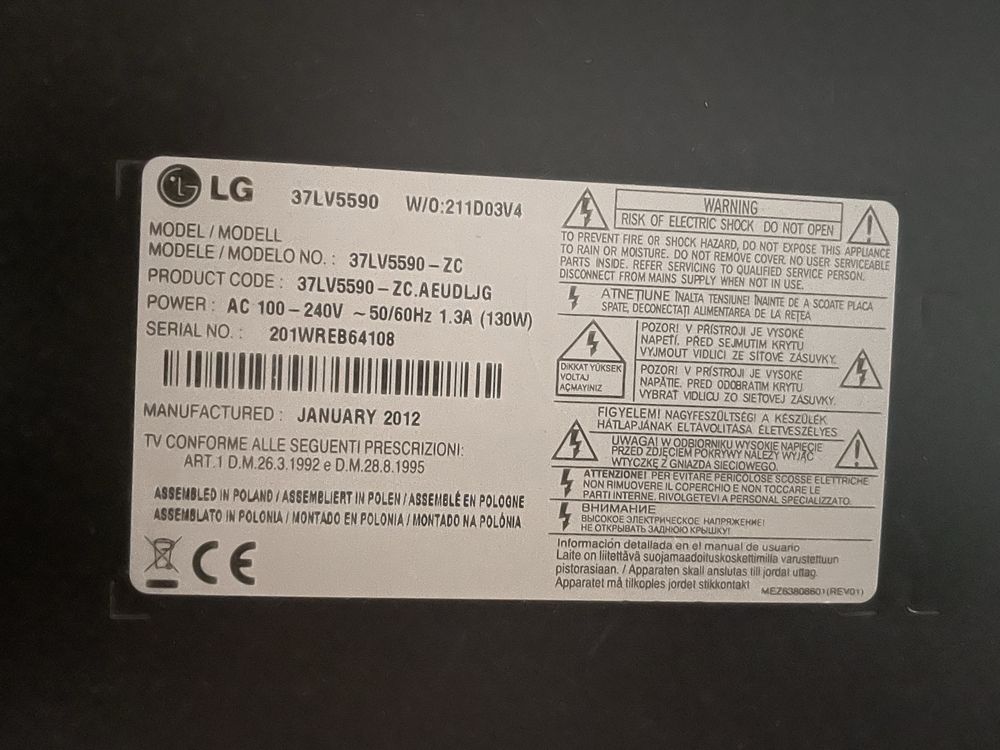 LG 37LV5590 W/O:211D03V4
MODEL / MODELL
MODELE / MODELO NO. : 37LV5590-ZC
PRODUCT CODE : 37LV5590-ZC.AEUDLJG
POWER : AC 100-240V ~50/60Hz 1.3A (130W)
SERIAL NO. : 201WREB64108
MANUFACTURED : JANUARY 2012
TV CONFORME ALLE SEGUENTI PRESCRIZIONI:
ART.1 D.M.26.3.1992 e D.M.28.8.1995
ASSEMBLED IN POLAND / ASSEMBLIERT IN POLEN / ASSEMBLÉ EN POLOGNE
ASSEMBLATO IN POLONIA / MONTADO EN POLONIA / MONTADO NA POLÔNIA
CE
WARNING
RISK OF ELECTRIC SHOCK DO NOT OPEN
TO PREVENT FIRE OR SHOCK HAZARD, DO NOT EXPOSE THIS APPLIANCE
TO RAIN OR MOISTURE. DO NOT REMOVE COVER. NO USER SERVICEABLE
PARTS INSIDE. REFER SERVICING TO QUALIFIED SERVICE PERSON.
DISCONNECT FROM MAINS SUPPLY WHEN NOT IN USE.
ATNEŢIUNE ÎNALTA TENSIUNE! ÎNAINTE DE A SCOATE PLACA
SPATE, DECONECTAŢI ALIMENTAREA DE LA REŢEA
DIKKAT YÜKSEK
VOLTAJ
AÇMAYINIZ
POZOR! V PŘÍSTROJI JE VYSOKÉ
NAPĚTÍ. PŘED SEJMUTIM KRYTU
VYJMOUT VIDLICI ZE SÍŤOVÉ ZÁSUVKY.
POZOR! V PRÍSTROJI JE VYSOKE
NAPÄTIE. PRED ODOBRATIM KRYTU
VYBRAŤ VIDLICU ZO SIEŤOVEJ ZÁSUVKY.
FIGYELEM! NAGYFESZÜLTSÉG! A KÉSZÜLÉK
HÁTLAPJÁNAK ELTÁVOLÍTÁSA ÉLETVESZÉLYES
UWAGA! W ODBIORNIKU WYSOKIE NAPIĘCIE
PRZED ZDJĘCIEM POKRYWY NALEŻY WYJĄĆ
WTYCZKĘ Z GNIAZDA SIECIOWEGO.
ATTENZIONE! PER EVITARE PERICOLOSE SCOSSE ELETTRICHE
NON RIMUOVERE IL COPERCHIO E NON TOCCARE LE
PARTI INTERNE. RIVOLGETEVI A PERSONAL SPECIALIZZATO.
ВНИМАНИЕ
ВЫСОКОЕ ЭЛЕКТРИЧЕСКОЕ НАПРЯЖЕНИЕ!
НЕ ОТКРЫВАТЬ ЗАДНЮЮ КРЫШКУ!
Información detallada en el manual de usuario
Laite on liitettävä suojamaadoituskoskettimilla varustettuun
pistorasiaan. / Apparaten skall anslutas till jordat uttag.
Apparatet må tilkoples jordet stikkontakt
MEZ63808601(REV01)